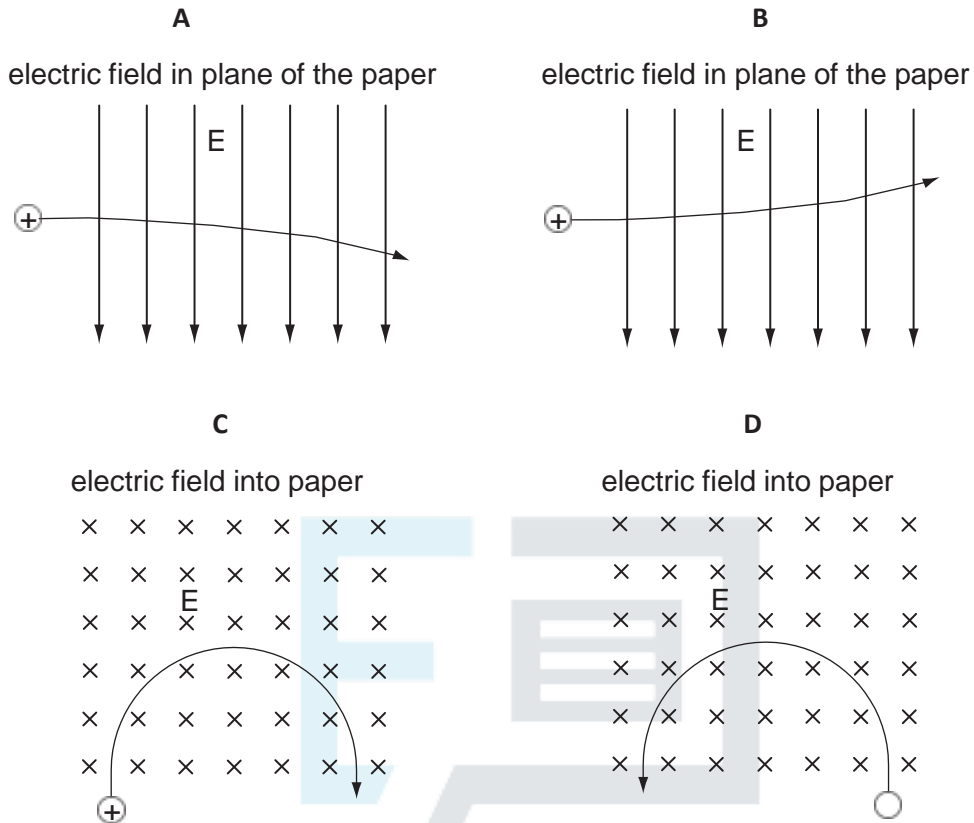 A
B
electric field in plane of the paper
electric field in plane of the paper
E
E
+
+
C
D
electric field into paper
electric field into paper
E
E
+